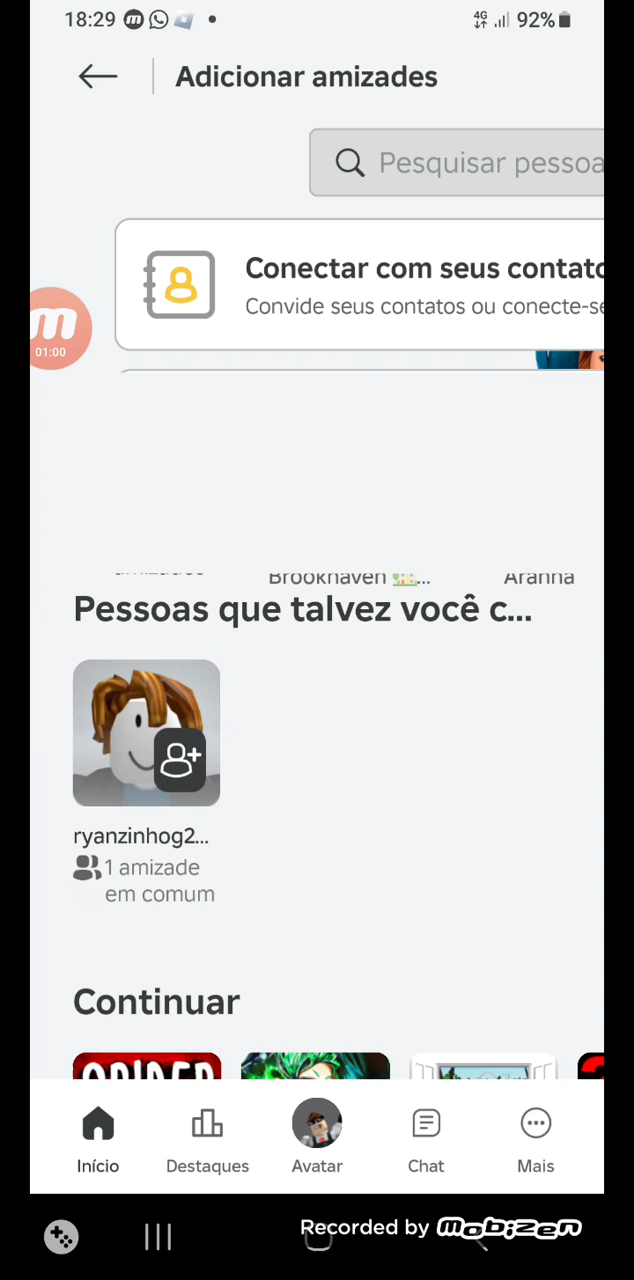 18:29
4G 92%
Adicionar amizades
Pesquisar pessoa
Conectar com seus contato
Convide seus contatos ou conecte-se
m
01:00
Brookhaven ... Aranha
Pessoas que talvez você c...
ryanzinhog2...
1 amizade
em comum
Continuar
Início Destaques Avatar Chat Mais
Recorded by mobizen